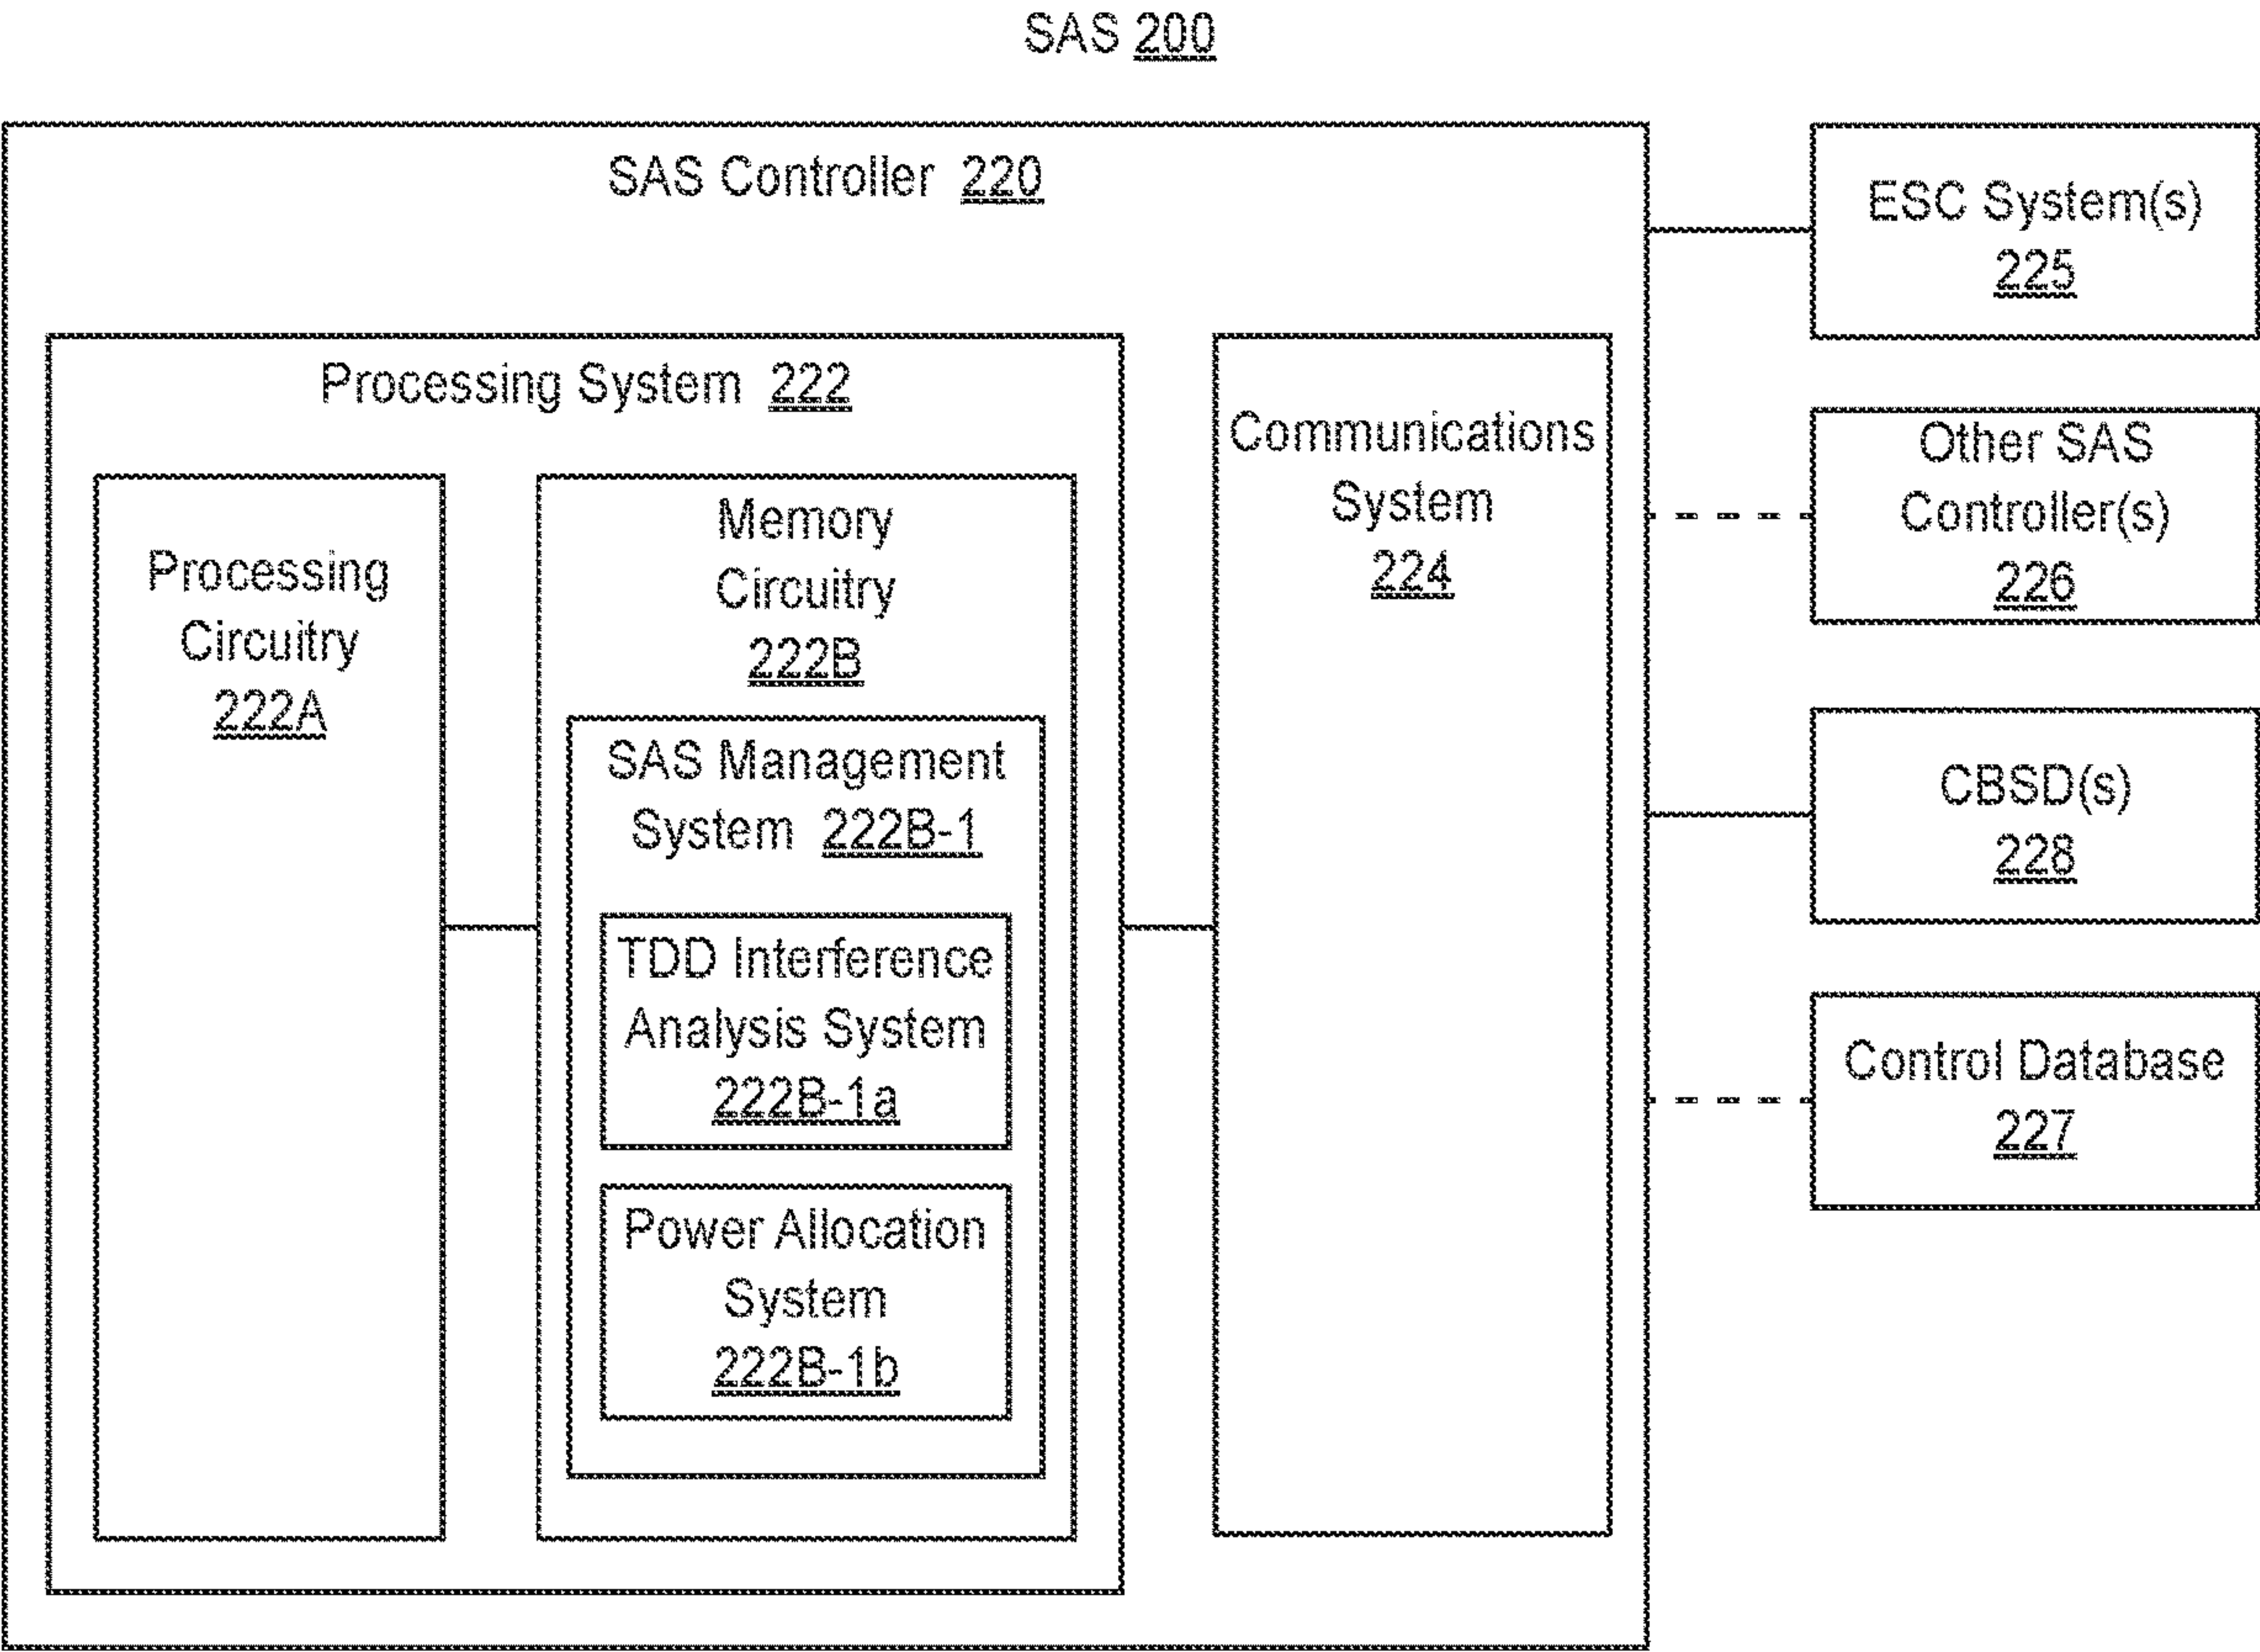 SAS 200
SAS Controller 220
Processing System 222
Processing
Circuitry
222A
Memory
Circuitry
222B
SAS Management
System 222B-1
TDD Interference
Analysis System
222B-1a
Power Allocation
System
222B-1b
Communications
System
224
ESC System(s)
225
Other SAS
Controller(s)
226
CBSD(s)
228
Control Database
227